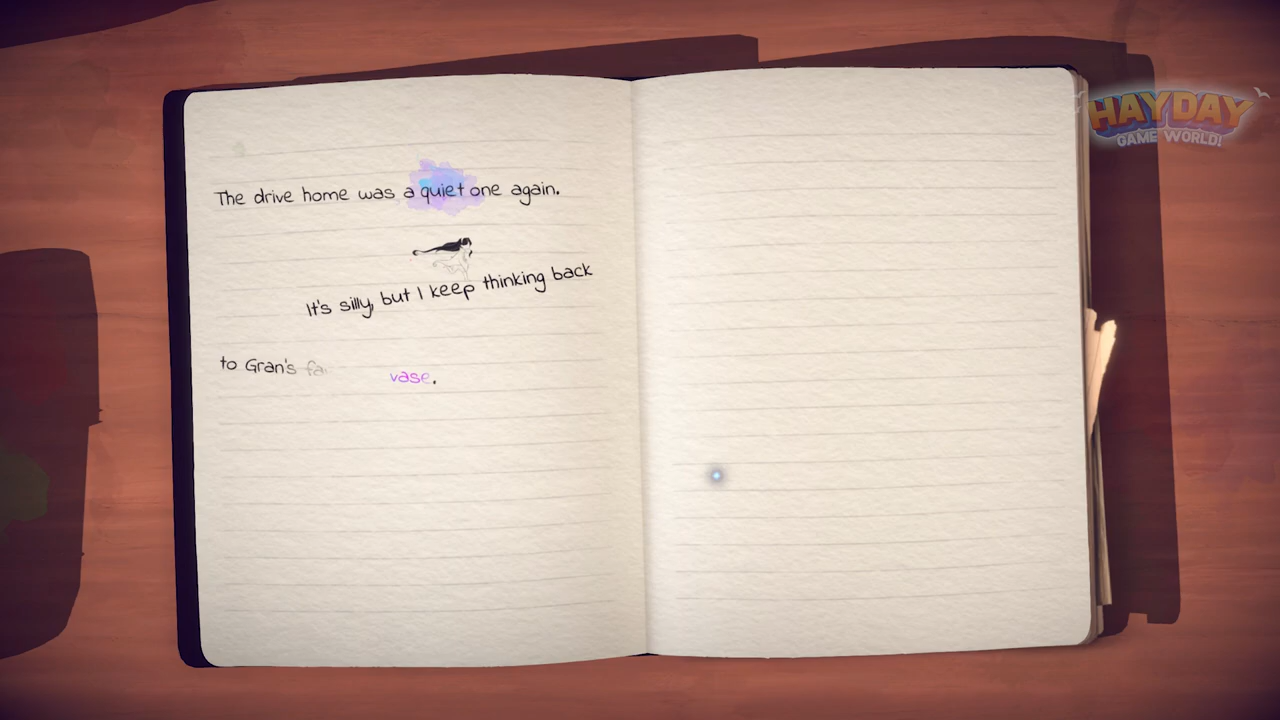 The drive home was a quiet one again.
It's silly, but I keep thinking back
to Gran's vase.
HAYDAY
GAME WORLD!